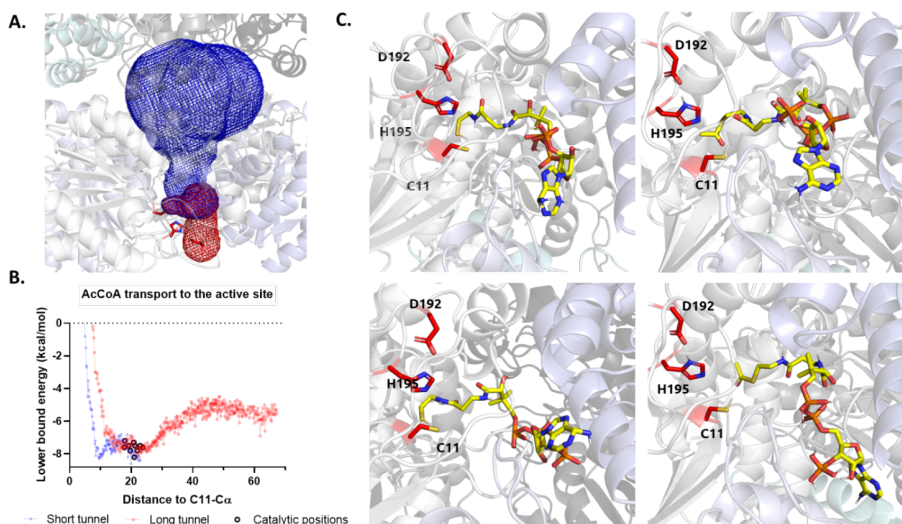 A.
B.
AcCoA transport to the active site
Lower bound energy (kcal/mol)
0
-2
-4
-6
-8
0
20
40
60
Distance to C11-Cα
Short tunnel
Long tunnel
Catalytic positions
C.
D192
H195
C11
D192
H195
C11
D192
H195
C11
D192
H195
C11